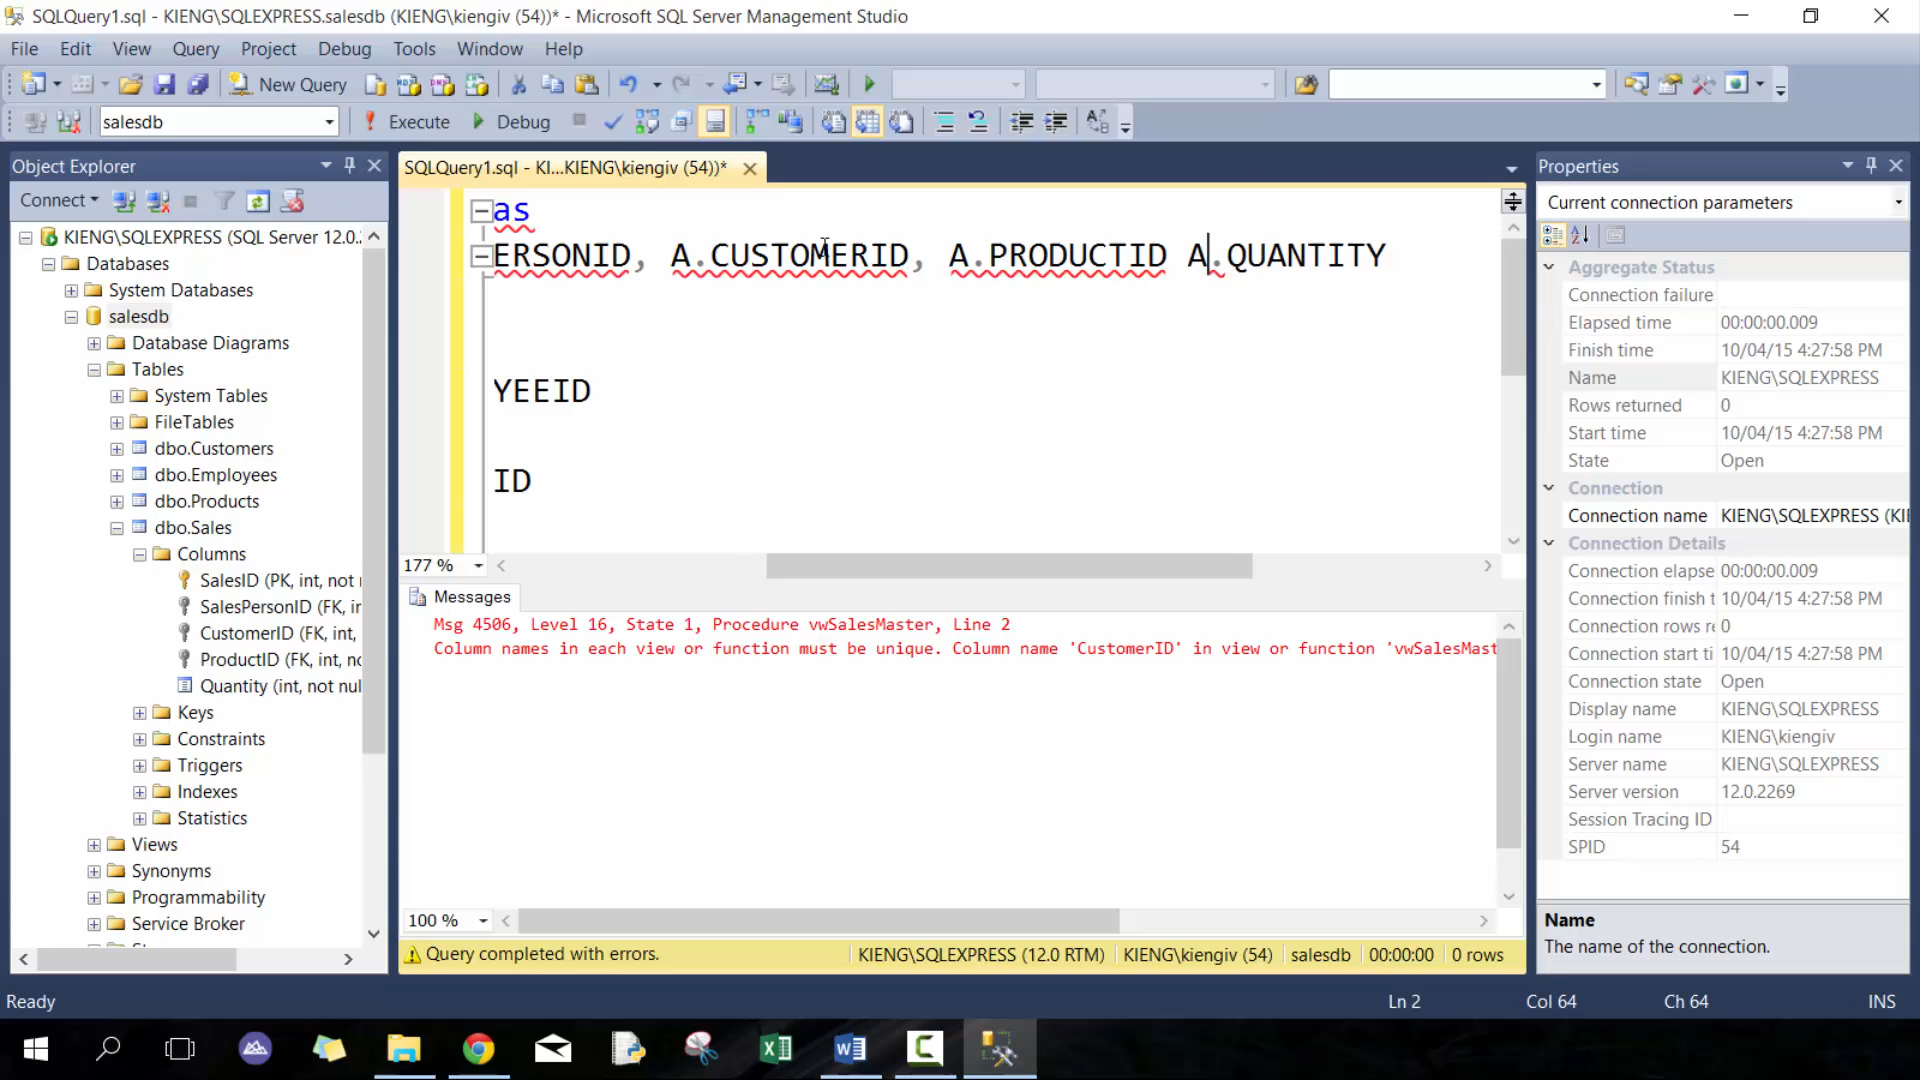 SQLQuery1.sql - KIENG\SQLEXPRESS.salesdb (KIENG\kiengiv (54))* - Microsoft SQL Server Management Studio
File Edit View Query Project Debug Tools Window Help
New Query
salesdb Execute Debug
Object Explorer
Connect
KIENG\SQLEXPRESS (SQL Server 12.0.
Databases
System Databases
salesdb
Database Diagrams
Tables
System Tables
FileTables
dbo.Customers
dbo.Employees
dbo.Products
dbo.Sales
Columns
SalesID (PK, int, not
SalesPersonID (FK, in
CustomerID (FK, int,
ProductID (FK, int, no
Quantity (int, not nul
Keys
Constraints
Triggers
Indexes
Statistics
Views
Synonyms
Programmability
Service Broker
SQLQuery1.sql - KI...KIENG\kiengiv (54))*
as
ERSONID, A.CUSTOMERID, A.PRODUCTID A.QUANTITY
YEEID
ID
177 %
Messages
Msg 4506, Level 16, State 1, Procedure vwSalesMaster, Line 2
Column names in each view or function must be unique. Column name 'CustomerID' in view or function 'vwSalesMast
100 %
Query completed with errors. KIENG\SQLEXPRESS (12.0 RTM) KIENG\kiengiv (54) salesdb 00:00:00 0 rows
Properties
Current connection parameters
Aggregate Status
Connection failure
Elapsed time 00:00:00.009
Finish time 10/04/15 4:27:58 PM
Name KIENG\SQLEXPRESS
Rows returned 0
Start time 10/04/15 4:27:58 PM
State Open
Connection
Connection name KIENG\SQLEXPRESS (KI
Connection Details
Connection elapse 00:00:00.009
Connection finish t 10/04/15 4:27:58 PM
Connection rows re 0
Connection start ti 10/04/15 4:27:58 PM
Connection state Open
Display name KIENG\SQLEXPRESS
Login name KIENG\kiengiv
Server name KIENG\SQLEXPRESS
Server version 12.0.2269
Session Tracing ID
SPID 54
Name
The name of the connection.
Ready Ln 2 Col 64 Ch 64 INS